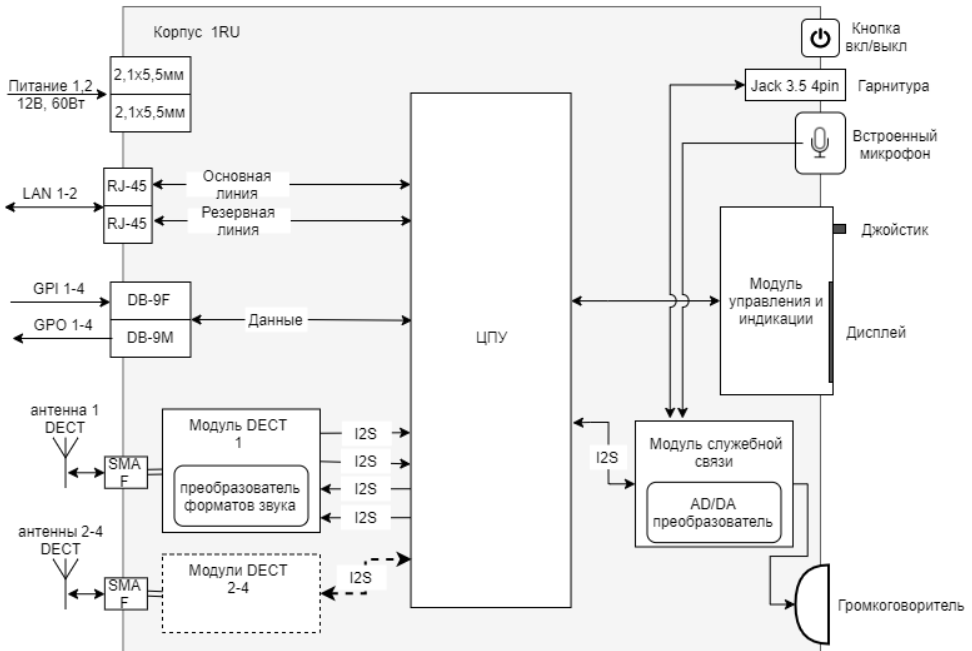 Корпус 1RU
Кнопка
вкл/выкл
2,1x5,5мм
Питание 1,2
12В, 60Вт
2,1x5,5мм
Jack 3.5 4pin
Гарнитура
Встроенный
микрофон
RJ-45
Основная
линия
LAN 1-2
RJ-45
Резервная
линия
Джойстик
Модуль
управления и
индикации
GPI 1-4
DB-9F
Данные
GPO 1-4
DB-9M
ЦПУ
Дисплей
антенна 1
DECT
Модуль DECT
1
I2S
I2S
I2S
I2S
SMA
F
преобразователь
форматов звука
Модуль служебной
связи
I2S
AD/DA
преобразователь
антенны 2-4
DECT
Модули DECT
2-4
I2S
SMA
F
Громкоговоритель